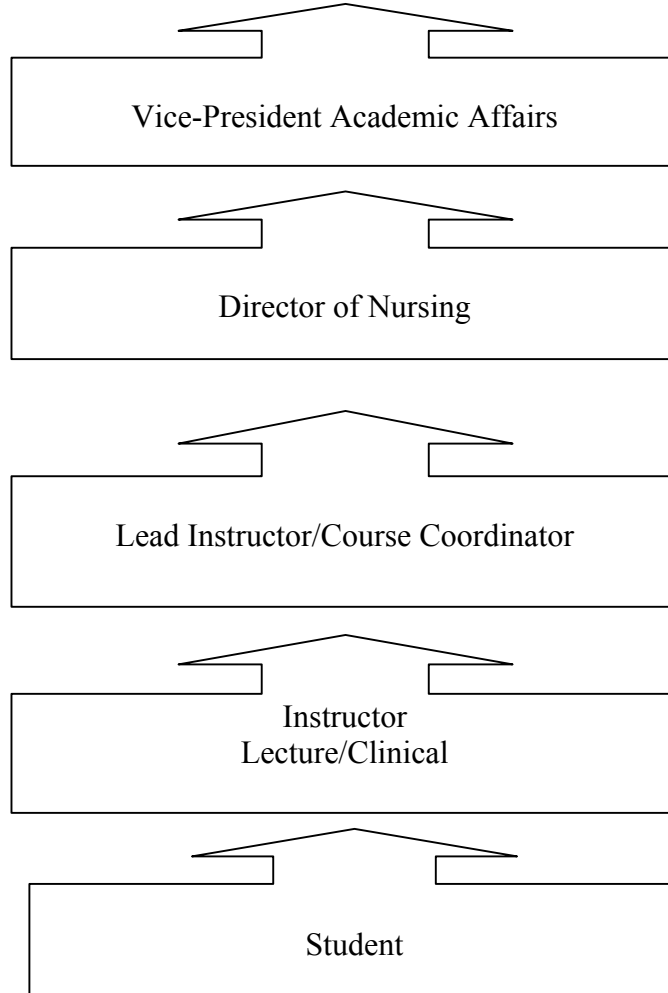 Vice-President Academic Affairs
Director of Nursing
Lead Instructor/Course Coordinator
Instructor
Lecture/Clinical
Student